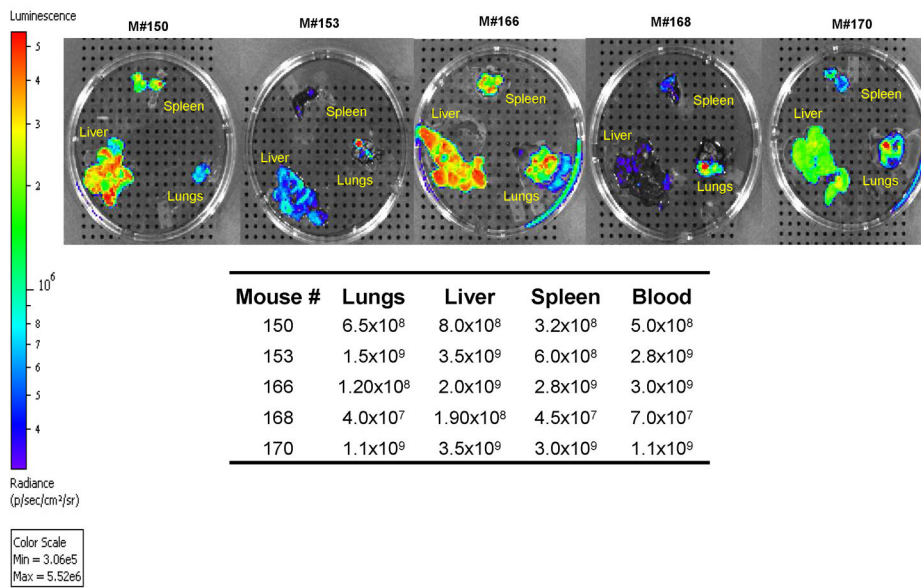 Luminescence
M#150 M#153 M#166 M#168 M#170
Spleen Spleen Spleen Spleen Spleen
Liver Liver Liver Liver Liver
Lungs Lungs Lungs Lungs Lungs
5
4
3
2
10⁶
8
7
6
5
4
Radiance
(p/sec/cm²/sr)
Color Scale
Min = 3.06e5
Max = 5.52e6
Mouse # Lungs Liver Spleen Blood
150 6.5x10⁸ 8.0x10⁸ 3.2x10⁸ 5.0x10⁸
153 1.5x10⁹ 3.5x10⁹ 6.0x10⁸ 2.8x10⁹
166 1.20x10⁸ 2.0x10⁹ 2.8x10⁹ 3.0x10⁹
168 4.0x10⁷ 1.90x10⁸ 4.5x10⁷ 7.0x10⁷
170 1.1x10⁹ 3.5x10⁹ 3.0x10⁹ 1.1x10⁹